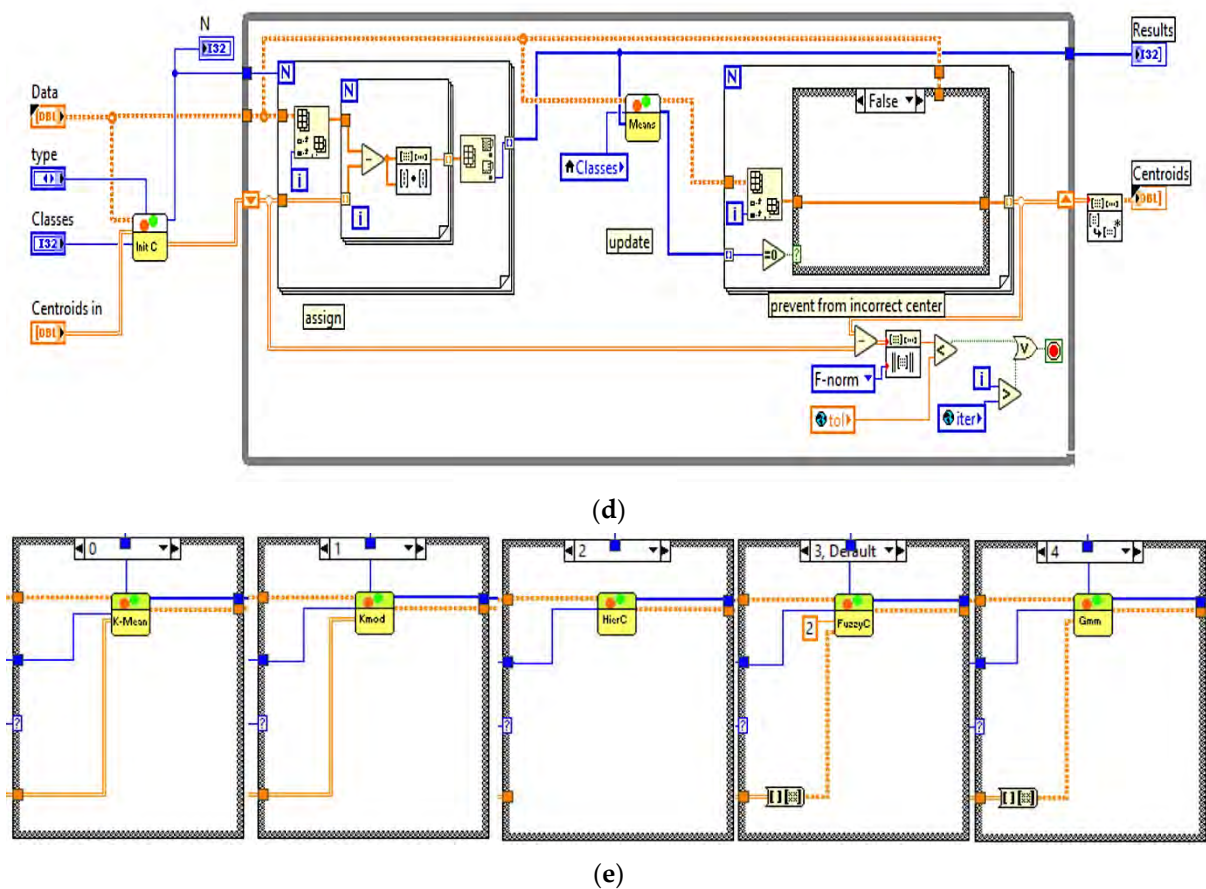 N
I32
Results
I32
Data
DBL
N
N
False
type
Means
i
Classes
Centroids
DBL
Classes
I32
Init C
i
i
update
=0
?
Centroids in
DBL
assign
prevent from incorrect center
F-norm
<
V
i
>
tol
iter
(d)
0
1
2
3, Default
4
K-Mean
Kmod
HierC
2
FuzzyC
Gmm
?
?
?
?
?
(e)